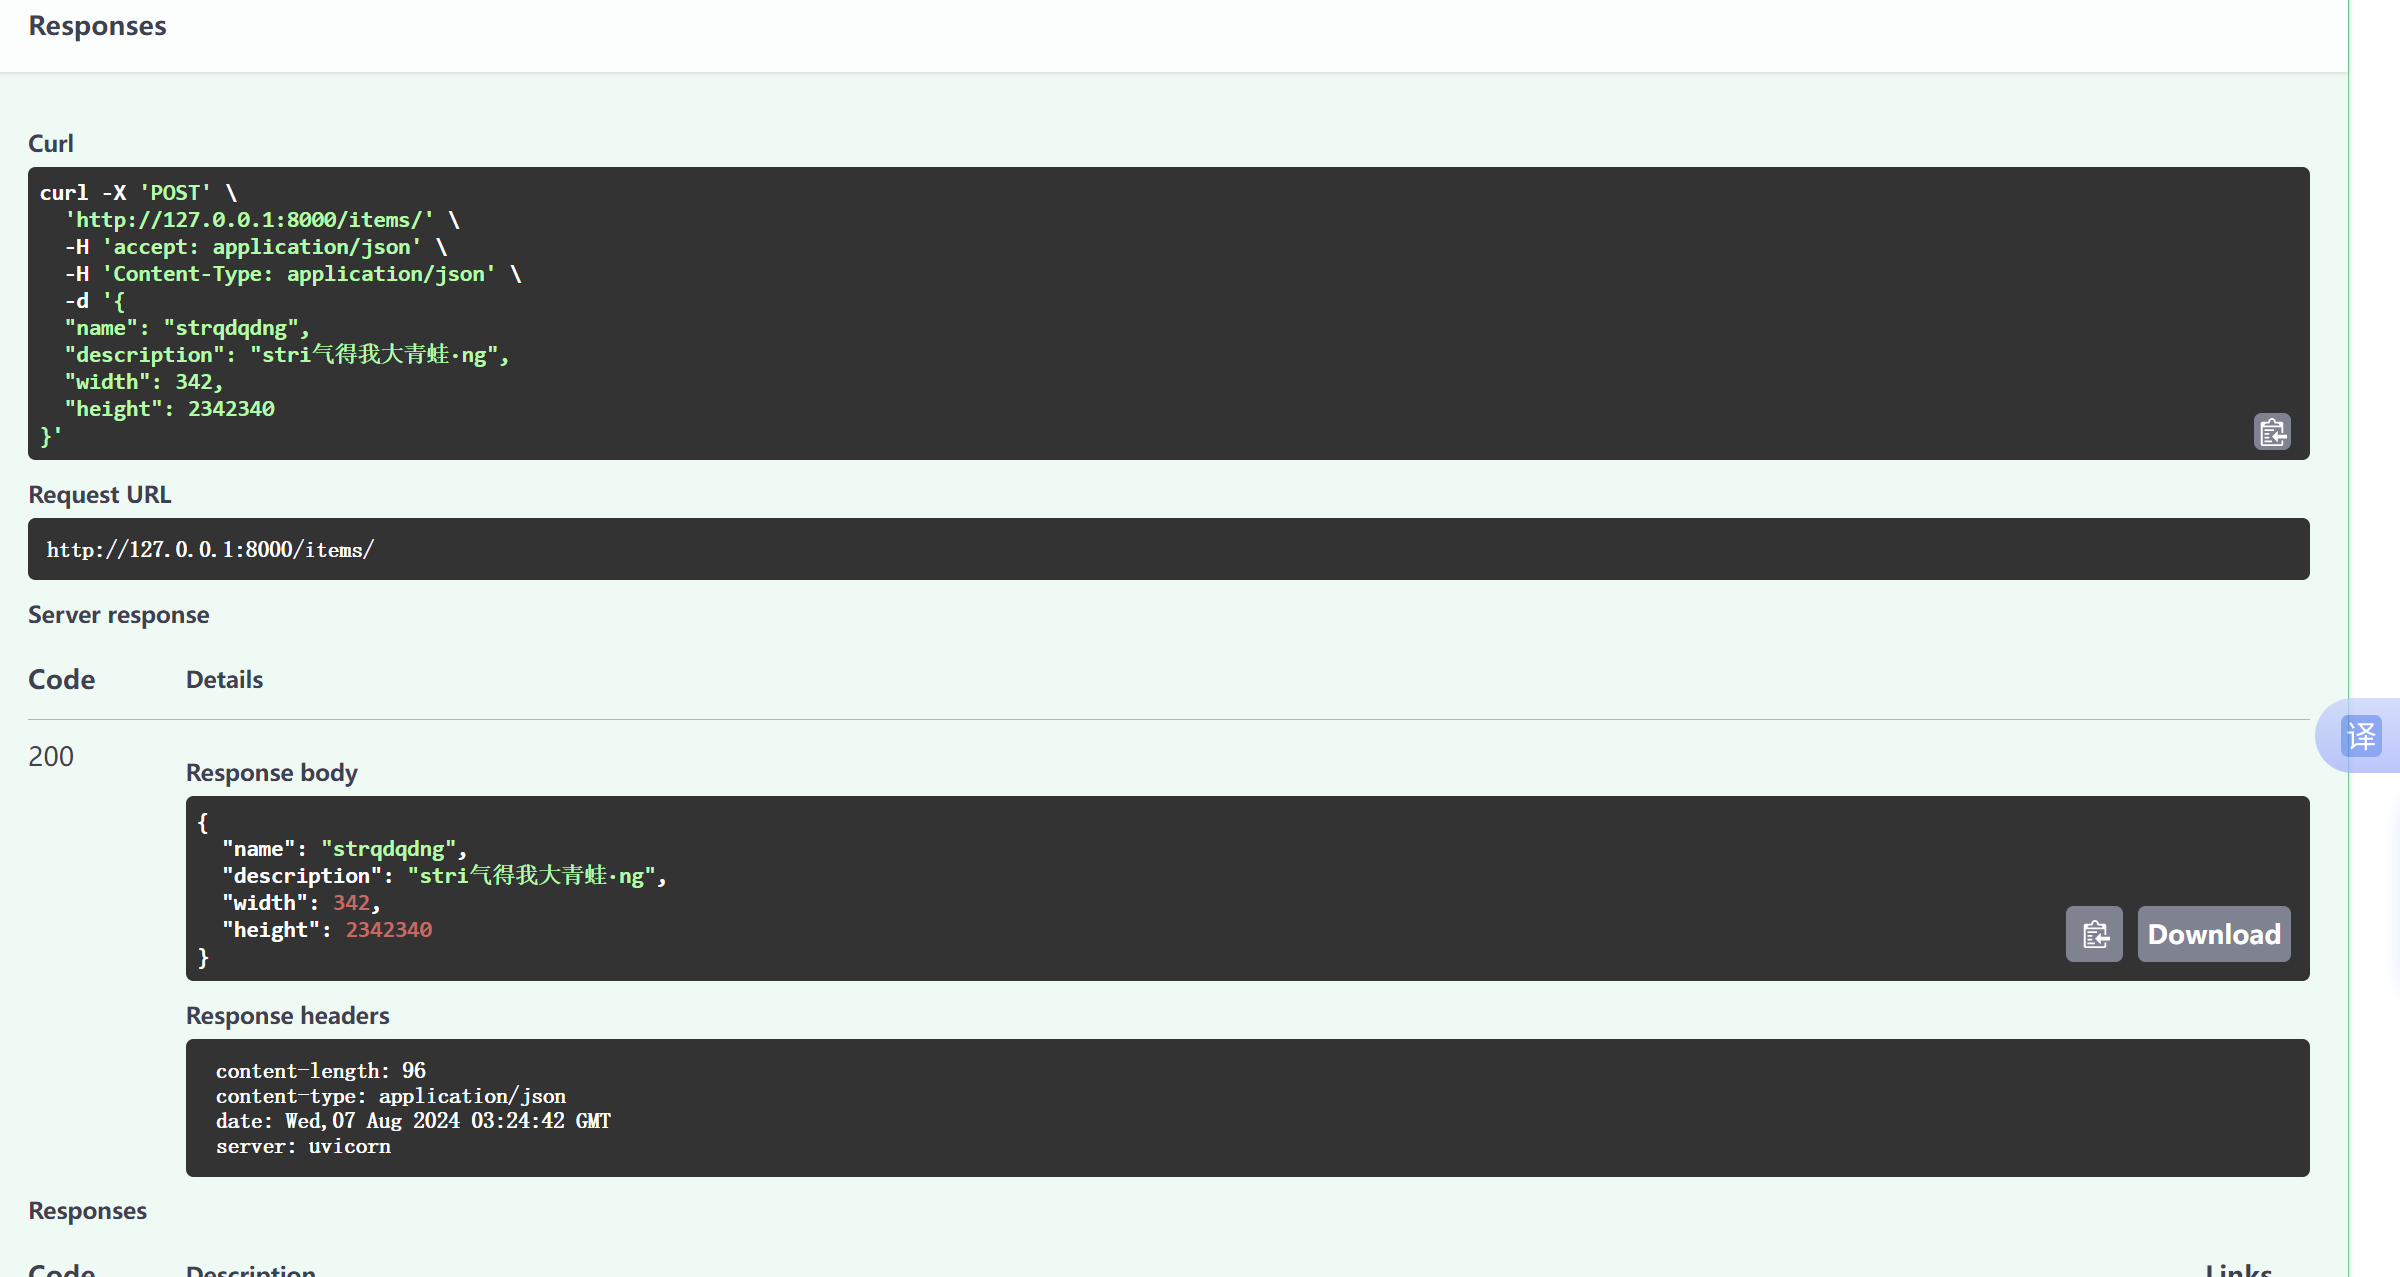 Responses
Curl
curl -X 'POST' \
  'http://127.0.0.1:8000/items/' \
  -H 'accept: application/json' \
  -H 'Content-Type: application/json' \
  -d '{
  "name": "strqdqdng",
  "description": "stri气得我大青蛙·ng",
  "width": 342,
  "height": 2342340
}'
Request URL
http://127.0.0.1:8000/items/
Server response
Code Details
200
Response body
{
  "name": "strqdqdng",
  "description": "stri气得我大青蛙·ng",
  "width": 342,
  "height": 2342340
}
Download
译
Response headers
content-length: 96
content-type: application/json
date: Wed,07 Aug 2024 03:24:42 GMT
server: uvicorn
Responses
Code Description Links